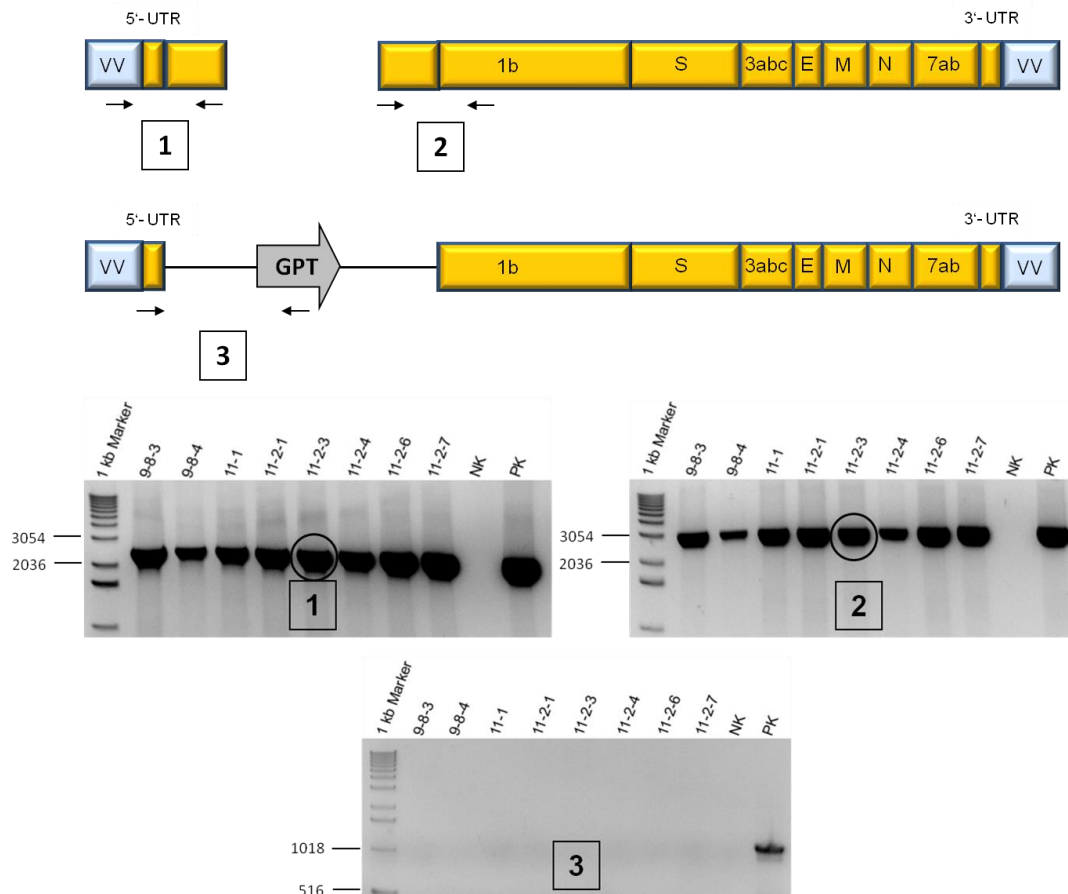 5'- UTR 3'- UTR
VV VV
1b S 3abc E M N 7ab
1 2
5'- UTR 3'- UTR
VV GPT 1b S 3abc E M N 7ab VV
3
1 kb Marker 9-8-3 9-8-4 11-1 11-2-1 11-2-3 11-2-4 11-2-6 11-2-7 NK PK
3054
2036
1
1 kb Marker 9-8-3 9-8-4 11-1 11-2-1 11-2-3 11-2-4 11-2-6 11-2-7 NK PK
3054
2036
2
1 kb Marker 9-8-3 9-8-4 11-1 11-2-1 11-2-3 11-2-4 11-2-6 11-2-7 NK PK
1018
3
516